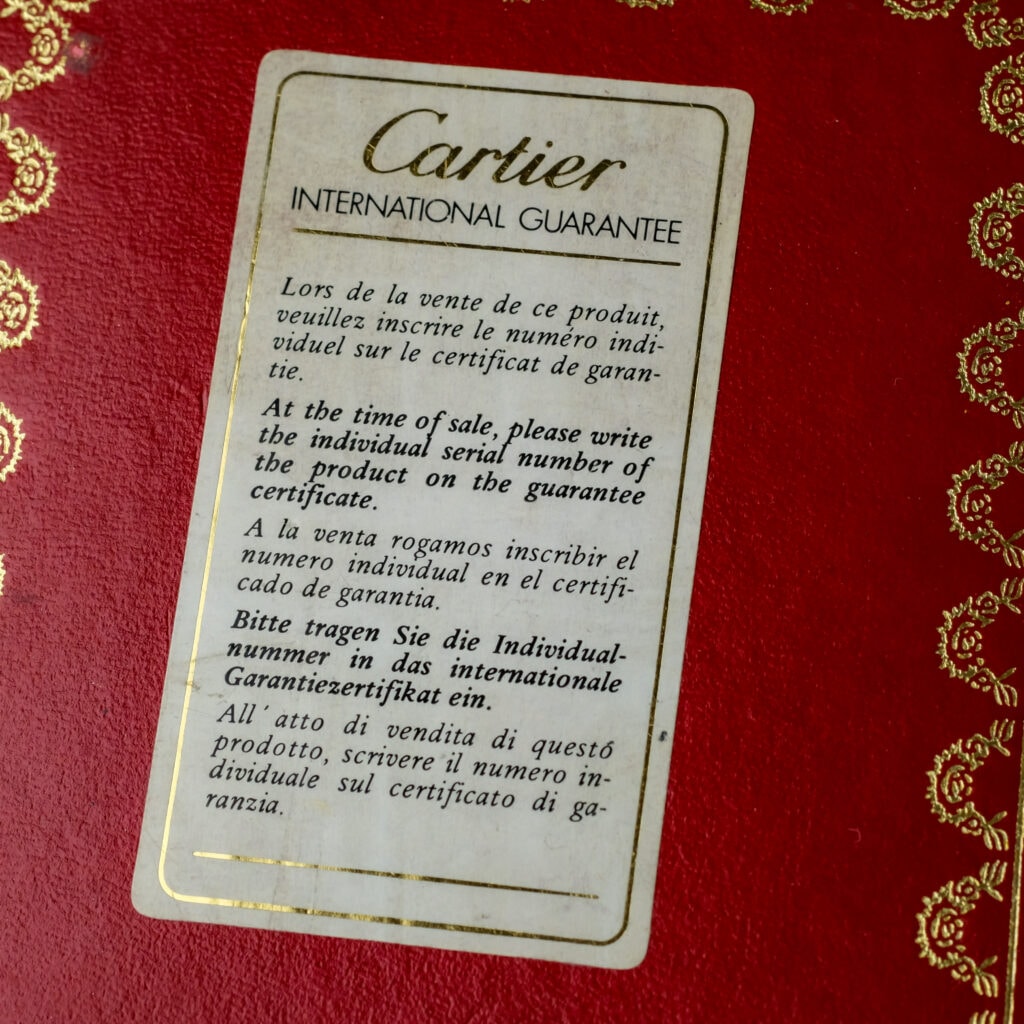 Cartier
INTERNATIONAL GUARANTEE
Lors de la vente de ce produit,
veuillez inscrire le numéro indi-
viduel sur le certificat de garan-
tie.
At the time of sale, please write
the individual serial number of
the product on the guarantee
certificate.
A la venta rogamos inscribir el
numero individual en el certifi-
cado de garantia.
Bitte tragen Sie die Individual-
nummer in das internationale
Garantiezertifikat ein.
All´atto di vendita di questó
prodotto, scrivere il numero in-
dividuale sul certificato di ga-
ranzia.